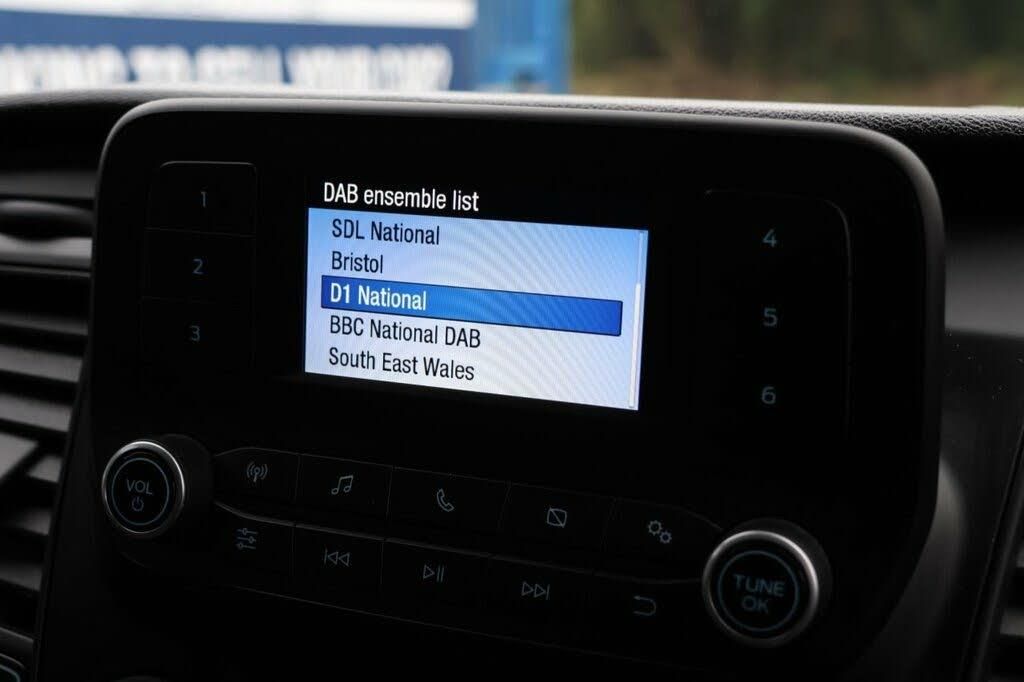 DAB ensemble list
SDL National
Bristol
D1 National
BBC National DAB
South East Wales
1
2
3
4
5
6
VOL
TUNE
OK